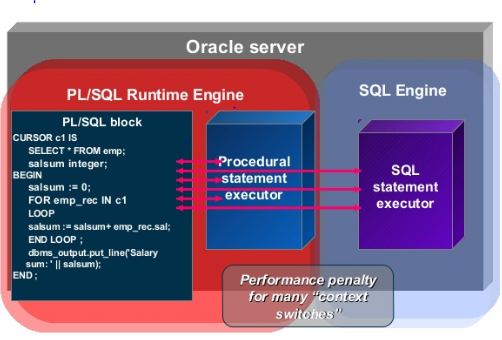 Oracle server
PL/SQL Runtime Engine
SQL Engine
PL/SQL block
CURSOR c1 IS
SELECT * FROM emp;
salsum integer;
BEGIN
salsum := 0;
FOR emp_rec IN c1
LOOP
salsum := salsum+ emp_rec.sal;
END LOOP ;
dbms_output.put_line('Salary
sum: ' || salsum);
END ;
Procedural
statement
executor
SQL
statement
executor
Performance penalty
for many “context
switches”